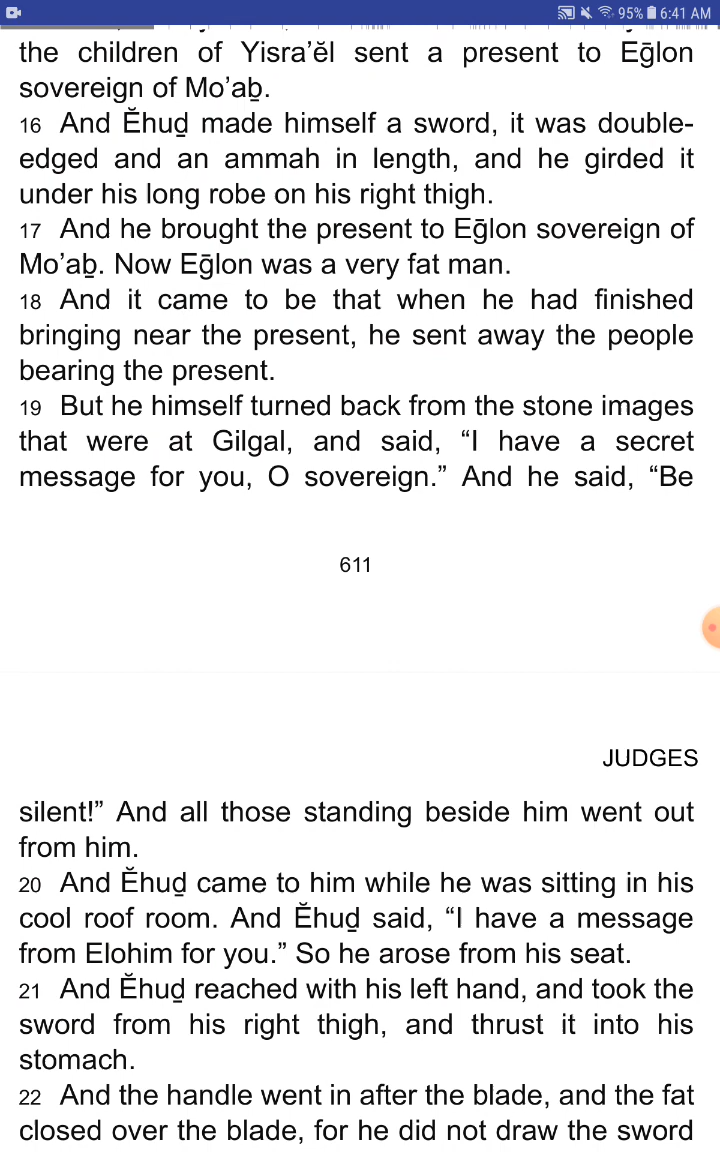 95% 6:41 AM
the children of Yisra’ĕl sent a present to Eḡlon
sovereign of Mo’aḇ.
16 And Ĕhuḏ made himself a sword, it was double-
edged and an ammah in length, and he girded it
under his long robe on his right thigh.
17 And he brought the present to Eḡlon sovereign of
Mo’aḇ. Now Eḡlon was a very fat man.
18 And it came to be that when he had finished
bringing near the present, he sent away the people
bearing the present.
19 But he himself turned back from the stone images
that were at Gilgal, and said, “I have a secret
message for you, O sovereign.” And he said, “Be
611
JUDGES
silent!” And all those standing beside him went out
from him.
20 And Ĕhuḏ came to him while he was sitting in his
cool roof room. And Ĕhuḏ said, “I have a message
from Elohim for you.” So he arose from his seat.
21 And Ĕhuḏ reached with his left hand, and took the
sword from his right thigh, and thrust it into his
stomach.
22 And the handle went in after the blade, and the fat
closed over the blade, for he did not draw the sword